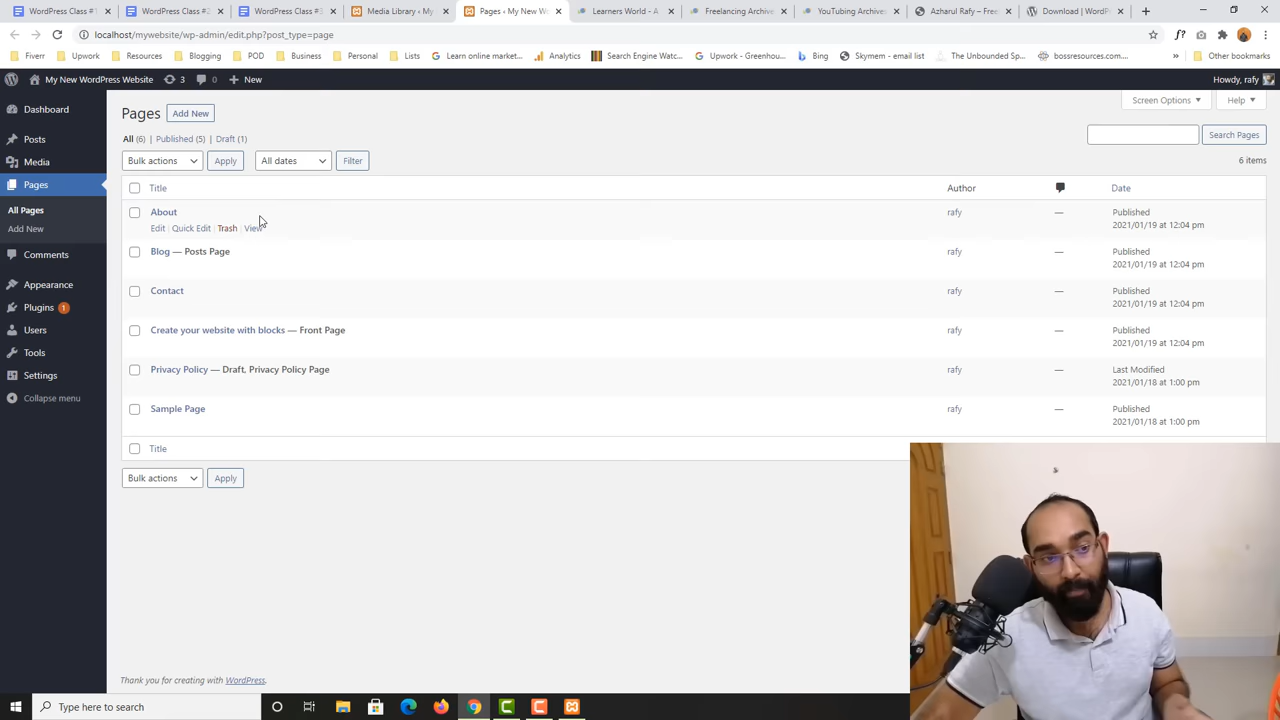 WordPress Class #1
WordPress Class #2
WordPress Class #3
Media Library ‹ My
Pages ‹ My New Wo
Learners World - A
Freelancing Archive
YouTubing Archives
Azharul Rafy – Free
Download | WordPr
localhost/mywebsite/wp-admin/edit.php?post_type=page
Fiverr
Upwork
Resources
Blogging
POD
Business
Personal
Lists
Learn online market...
Analytics
Search Engine Wat...
Upwork - Greenhou...
Bing
Skymem - email list
The Unbounded Sp...
bossresources.com...
Other bookmarks
My New WordPress Website
3
0
New
Howdy, rafy
Dashboard
Posts
Media
Pages
All Pages
Add New
Comments
Appearance
Plugins 1
Users
Tools
Settings
Collapse menu
Pages Add New
Screen Options
Help
All (6) | Published (5) | Draft (1)
Search Pages
Bulk actions Apply All dates Filter
6 items
Title Author Date
About rafy — Published
Edit | Quick Edit | Trash | View 2021/01/19 at 12:04 pm
Blog — Posts Page rafy — Published
2021/01/19 at 12:04 pm
Contact rafy — Published
2021/01/19 at 12:04 pm
Create your website with blocks — Front Page rafy — Published
2021/01/19 at 12:04 pm
Privacy Policy — Draft, Privacy Policy Page rafy — Last Modified
2021/01/18 at 1:00 pm
Sample Page rafy — Published
2021/01/18 at 1:00 pm
Title
Bulk actions Apply
Thank you for creating with WordPress.
Type here to search